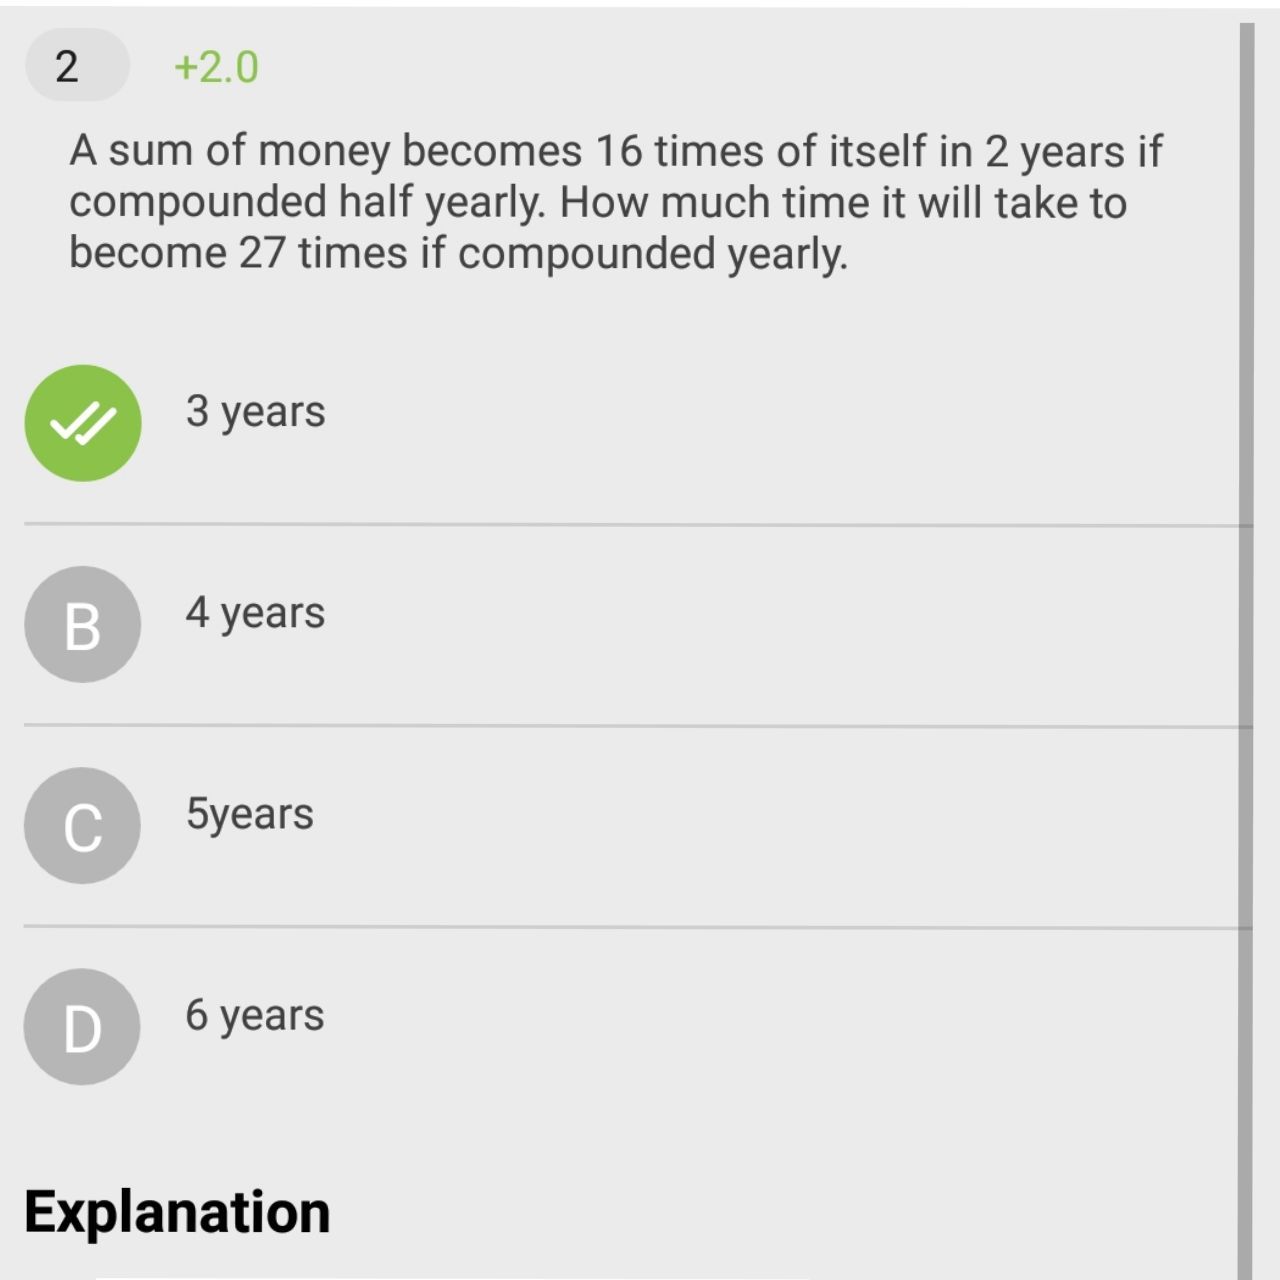 2 +2.0
A sum of money becomes 16 times of itself in 2 years if
compounded half yearly. How much time it will take to
become 27 times if compounded yearly.
3 years
B 4 years
C 5years
D 6 years
Explanation